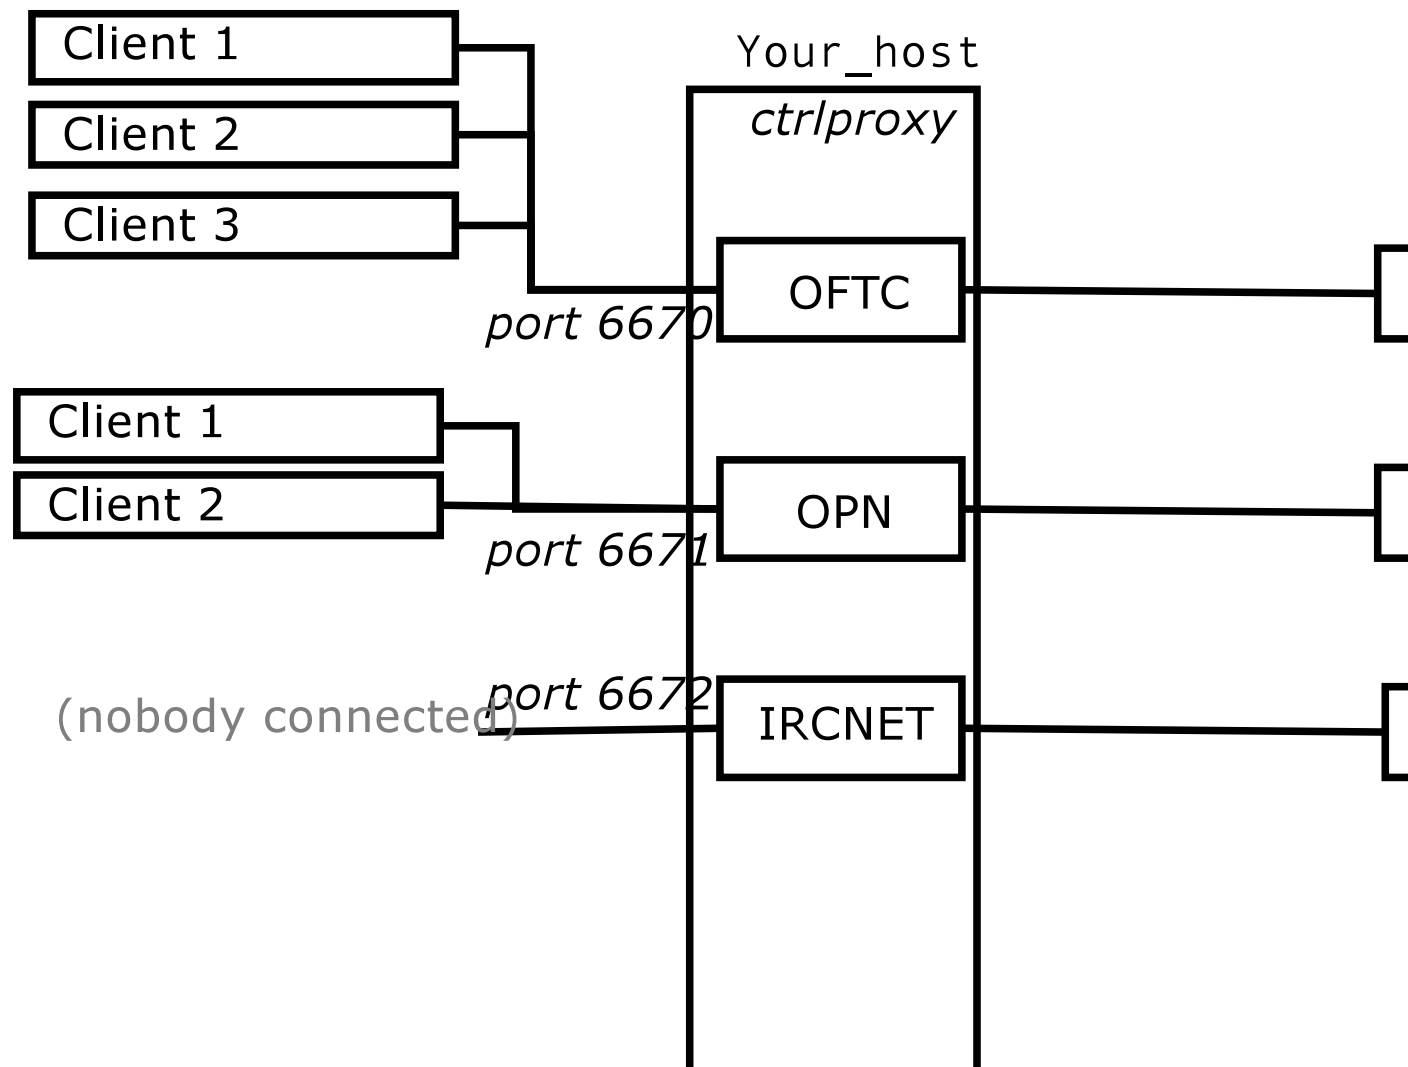 Client 1
Client 2
Client 3
Your_host
ctrlproxy
OFTC
port 6670
Client 1
Client 2
OPN
port 6671
(nobody connected)
port 6672
IRCNET